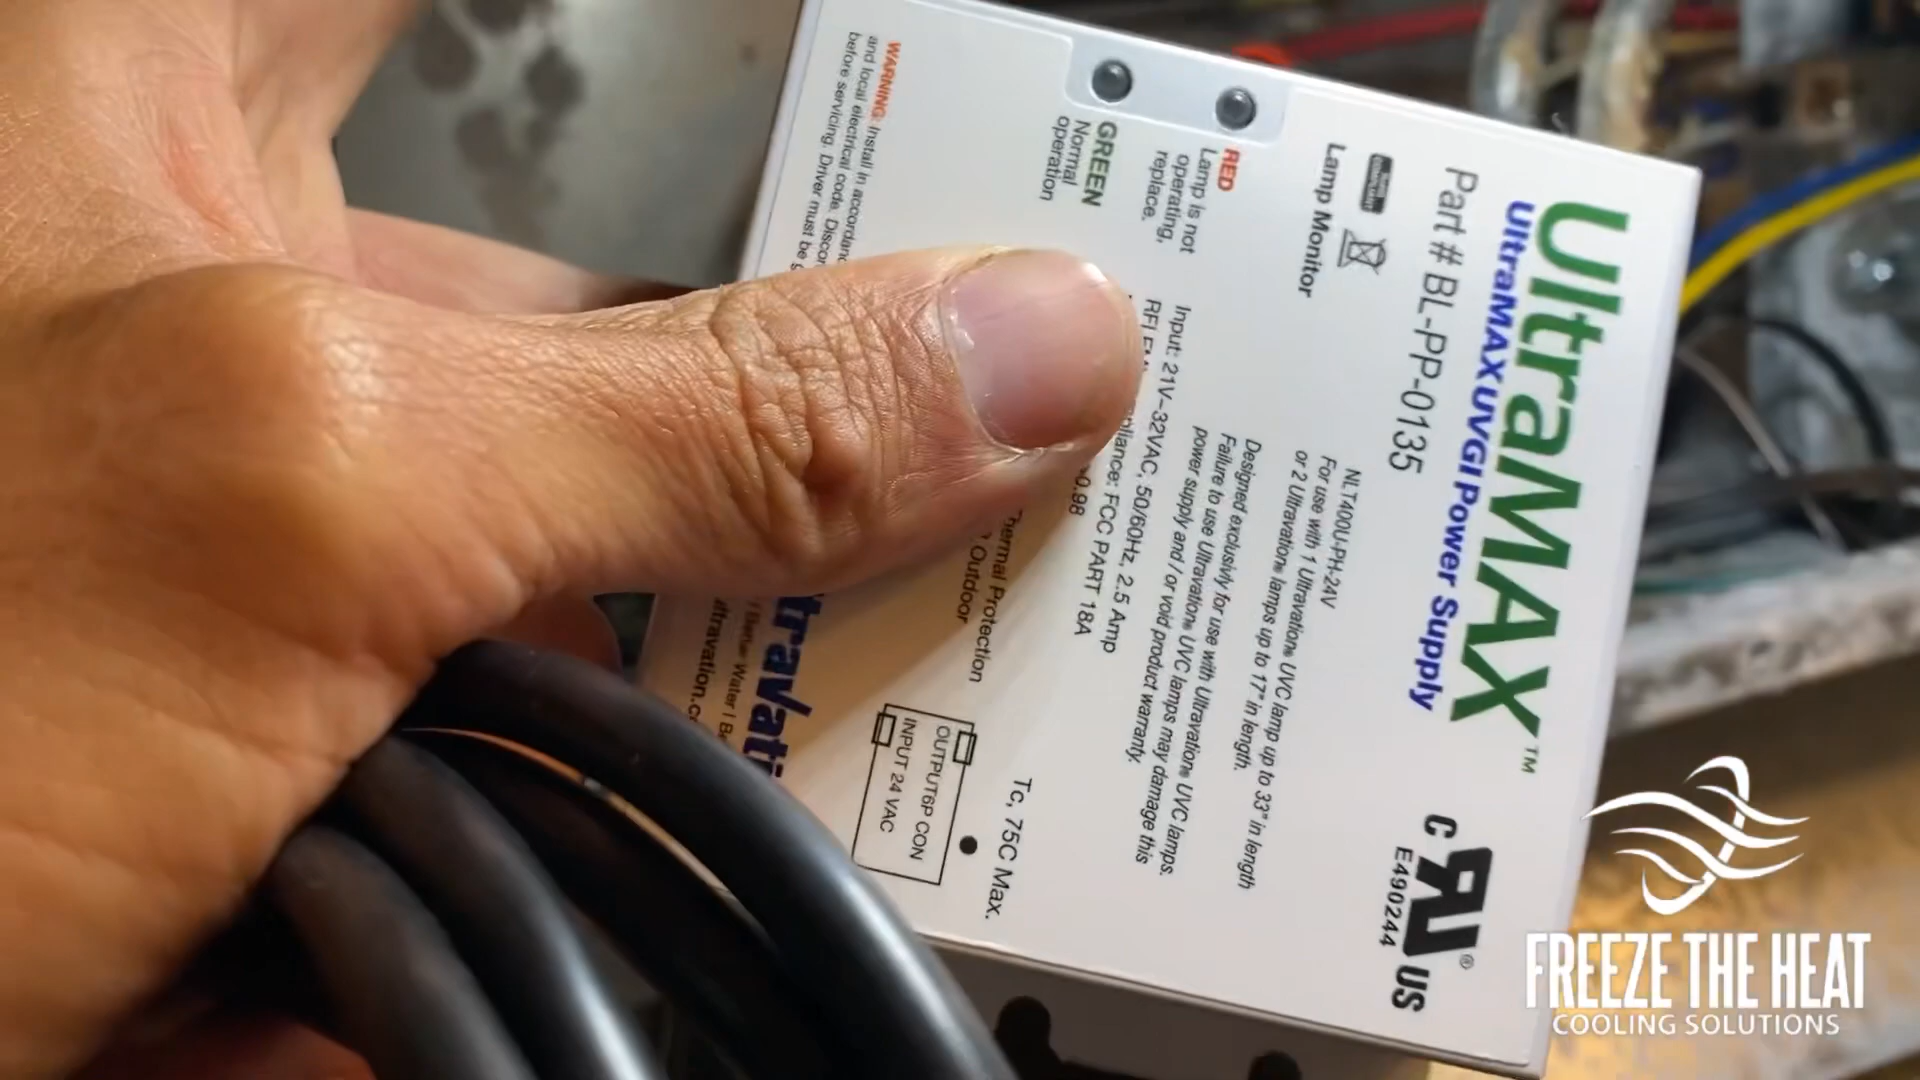 UltraMAX™
UltraMAX UVGI Power Supply
Part # BL-PP-0135
C UR US
®
E490244
Lamp Monitor
NLT400U-PH-24V
For use with 1 Ultravation® UVC lamp up to 33" in length
or 2 Ultravation® lamps up to 17" in length.
RED
Lamp is not
operating,
replace,
GREEN
Normal
operation
Designed exclusivly for use with Ultravation® UVC lamps.
Failure to use Ultravation® UVC lamps may damage this
power supply and / or void product warranty.
Input: 21V~32VAC, 50/60Hz, 2.5 Amp
RFI
FCC PART 18A
0.98
Tc, 75C Max.
Protection
Outdoor
OUTPUT6P CON
INPUT 24 VAC
WARNING: Install in
and local electrical code.
before servicing. Driver must be
Water |
FREEZE THE HEAT
COOLING SOLUTIONS